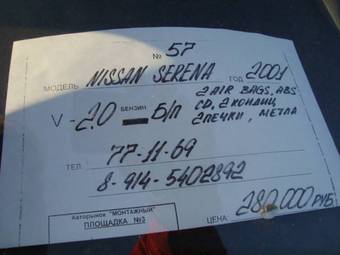 № 57
МОДЕЛЬ NISSAN SERENA ГОД 2001
V - 2.0 БЕНЗИН Б/П 2 AIR BAGS, ABS
CD, 2 КОНДИЦ,
2 ПЕЧКИ, МЕТЛА
ТЕЛ. 77-11-69
8-914-5402892
Авторынок "МОНТАЖНЫЙ"
ПЛОЩАДКА №3
ЦЕНА 280,000 РУБ